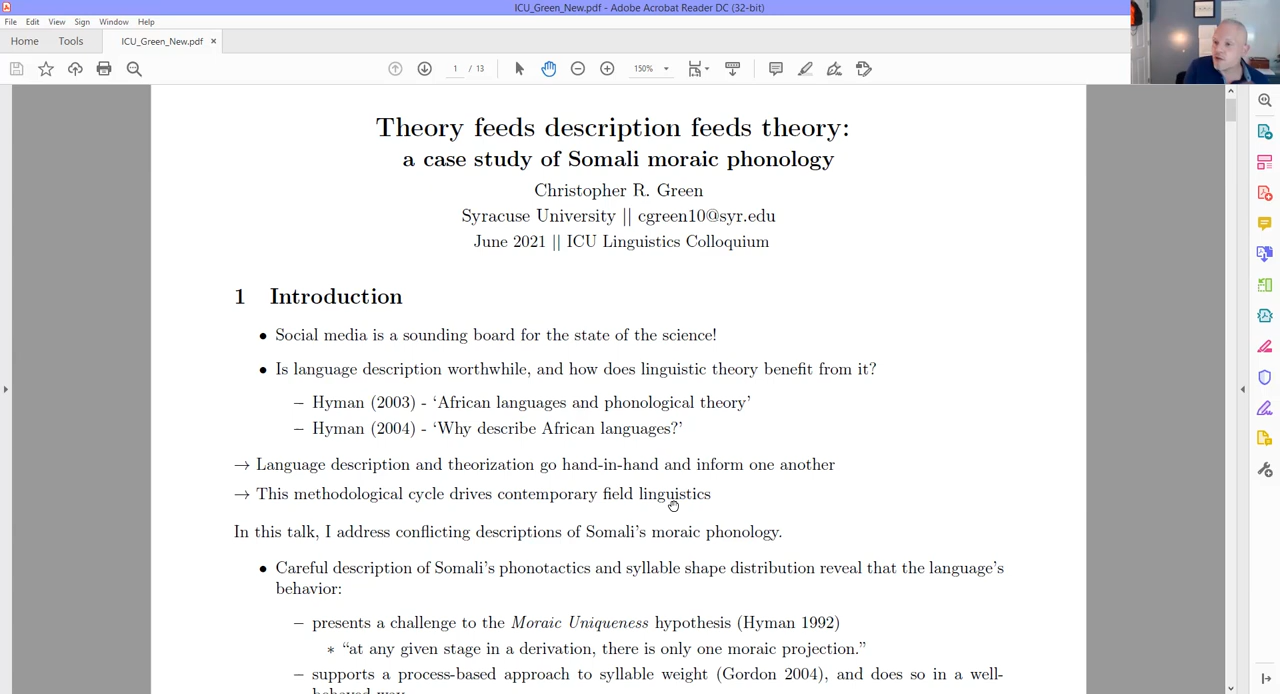 ICU_Green_New.pdf - Adobe Acrobat Reader DC (32-bit)
File Edit View Sign Window Help
Home Tools ICU_Green_New.pdf ×
1 / 13 150%
Theory feeds description feeds theory:
a case study of Somali moraic phonology
Christopher R. Green
Syracuse University || cgreen10@syr.edu
June 2021 || ICU Linguistics Colloquium
1 Introduction
• Social media is a sounding board for the state of the science!
• Is language description worthwhile, and how does linguistic theory benefit from it?
– Hyman (2003) - ‘African languages and phonological theory’
– Hyman (2004) - ‘Why describe African languages?’
→ Language description and theorization go hand-in-hand and inform one another
→ This methodological cycle drives contemporary field linguistics
In this talk, I address conflicting descriptions of Somali’s moraic phonology.
• Careful description of Somali’s phonotactics and syllable shape distribution reveal that the language’s
behavior:
– presents a challenge to the Moraic Uniqueness hypothesis (Hyman 1992)
∗ “at any given stage in a derivation, there is only one moraic projection.”
– supports a process-based approach to syllable weight (Gordon 2004), and does so in a well-
behaved way